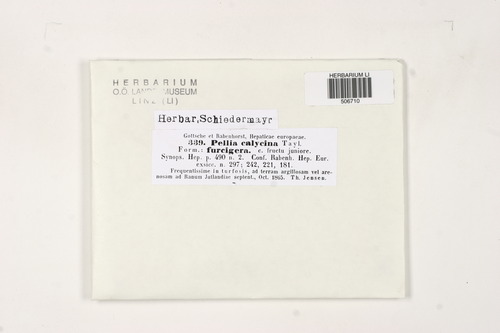 HERBARIUM
O.Ö. LANDESMUSEUM
LINZ (LI)
HERBARIUM LI
506710
Herbar,Schiedermayr
Gottsche et Rabenhorst, Hepaticae europaeae.
339. Pellia calycina Tayl.
Form.: furcigera. c. fructu juniore.
Synops. Hep. p. 490 n. 2. Conf. Rabenh. Hep. Eur.
exsicc. n. 297; 242, 221, 181.
Frequentissime in turfosis, ad terram argillosam vel are-
nosam ad Ranum Jutlandiae septent., Oct. 1865. Th. Jensen.